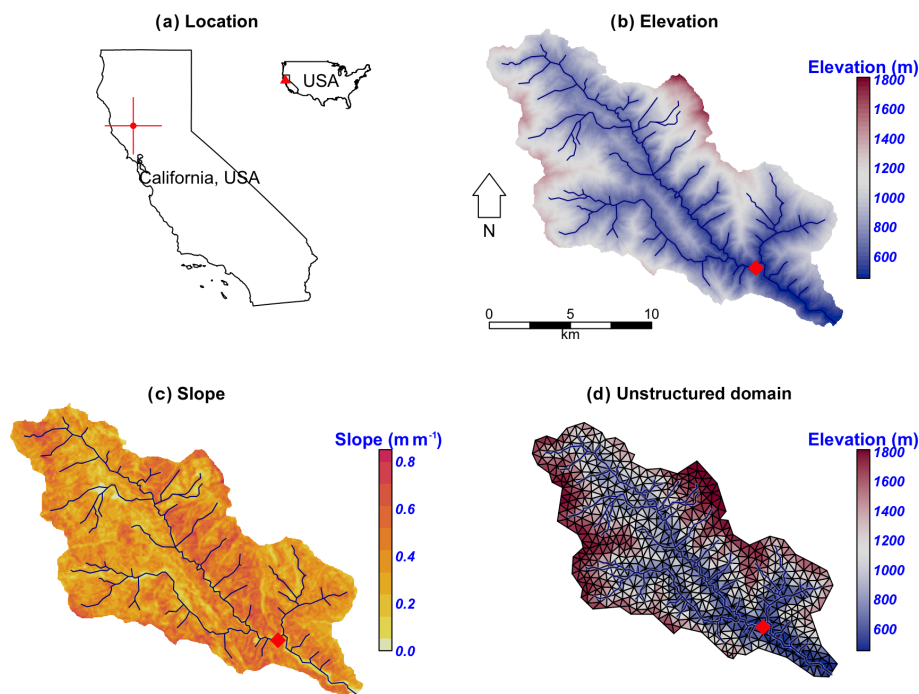 (a) Location
USA
California, USA
(b) Elevation
Elevation (m)
1800
1600
1400
1200
1000
800
600
N
0 5 10
km
(c) Slope
Slope (m m⁻¹)
0.8
0.6
0.4
0.2
0.0
(d) Unstructured domain
Elevation (m)
1800
1600
1400
1200
1000
800
600